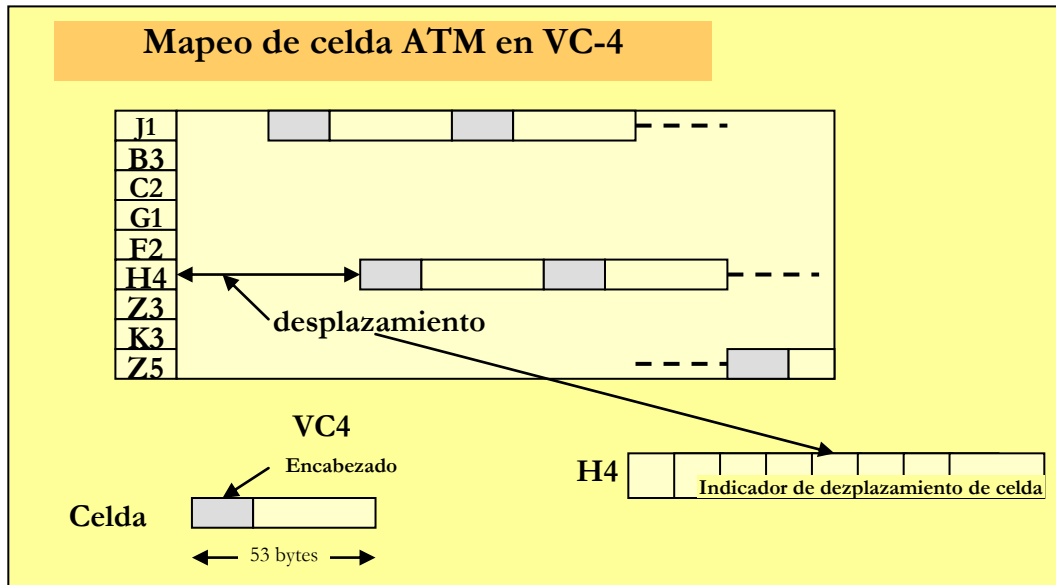 Mapeo de celda ATM en VC-4
J1
B3
C2
G1
F2
H4
Z3
desplazamiento
K3
Z5
VC4
Encabezado
H4
Indicador de dezplazamiento de celda
Celda
53 bytes